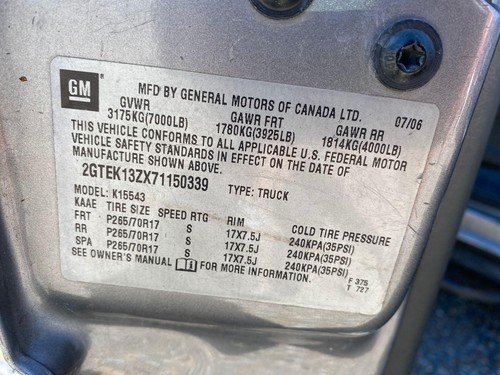 GM
MFD BY GENERAL MOTORS OF CANADA LTD. 07/06
GVWR GAWR FRT GAWR RR
3175KG(7000LB) 1780KG(3925LB) 1814KG(4000LB)
THIS VEHICLE CONFORMS TO ALL APPLICABLE U.S. FEDERAL MOTOR
VEHICLE SAFETY STANDARDS IN EFFECT ON THE DATE OF
MANUFACTURE SHOWN ABOVE.
2GTEK13ZX71150339 TYPE: TRUCK
MODEL: K15543
KAAE TIRE SIZE SPEED RTG RIM COLD TIRE PRESSURE
FRT P265/70R17 S 17X7.5J 240KPA(35PSI)
RR P265/70R17 S 17X7.5J 240KPA(35PSI)
SPA P265/70R17 S 17X7.5J 240KPA(35PSI)
SEE OWNER'S MANUAL FOR MORE INFORMATION. F 375
T 727